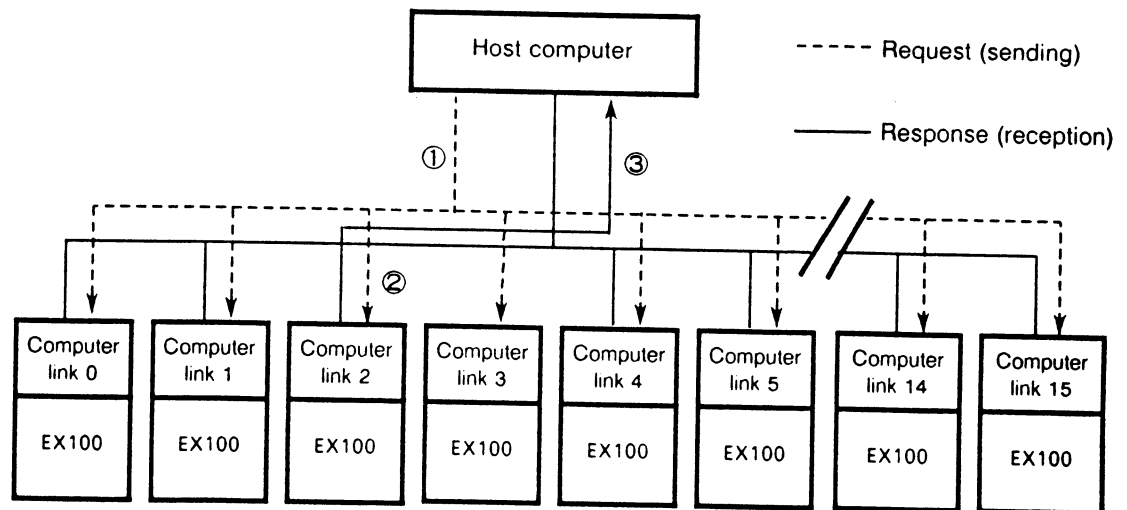 Host computer
Request (sending)
Response (reception)
①
③
②
Computer link 0
Computer link 1
Computer link 2
Computer link 3
Computer link 4
Computer link 5
Computer link 14
Computer link 15
EX100
EX100
EX100
EX100
EX100
EX100
EX100
EX100